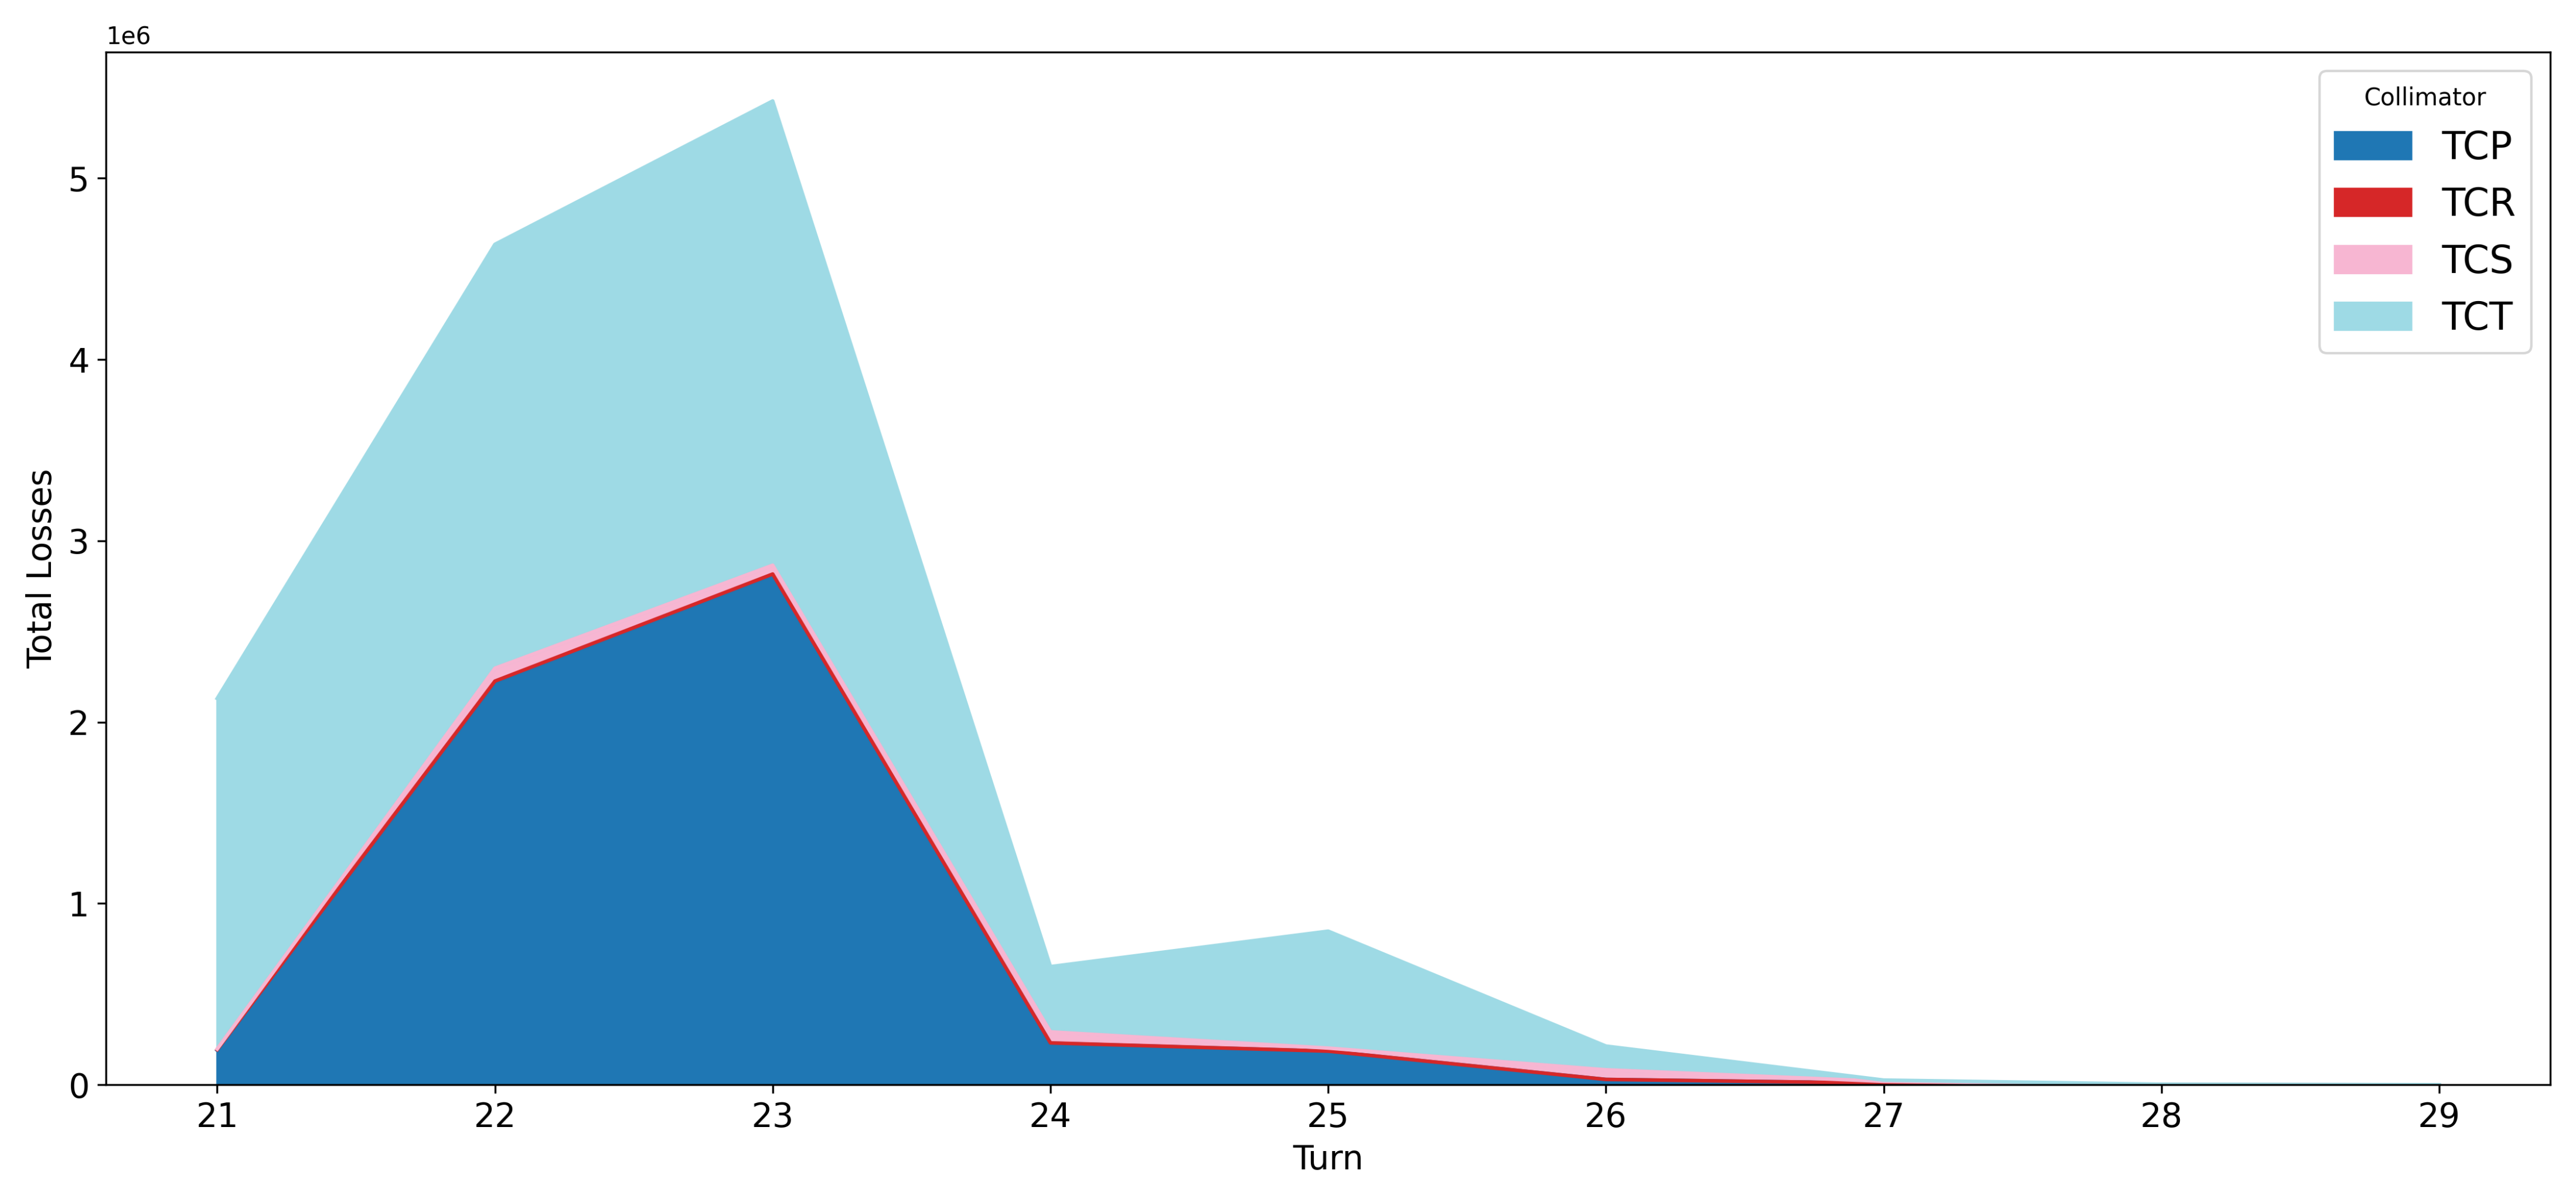 1e6
Collimator
TCP
TCR
TCS
TCT
Total Losses
5
4
3
2
1
0
21 22 23 24 25 26 27 28 29
Turn